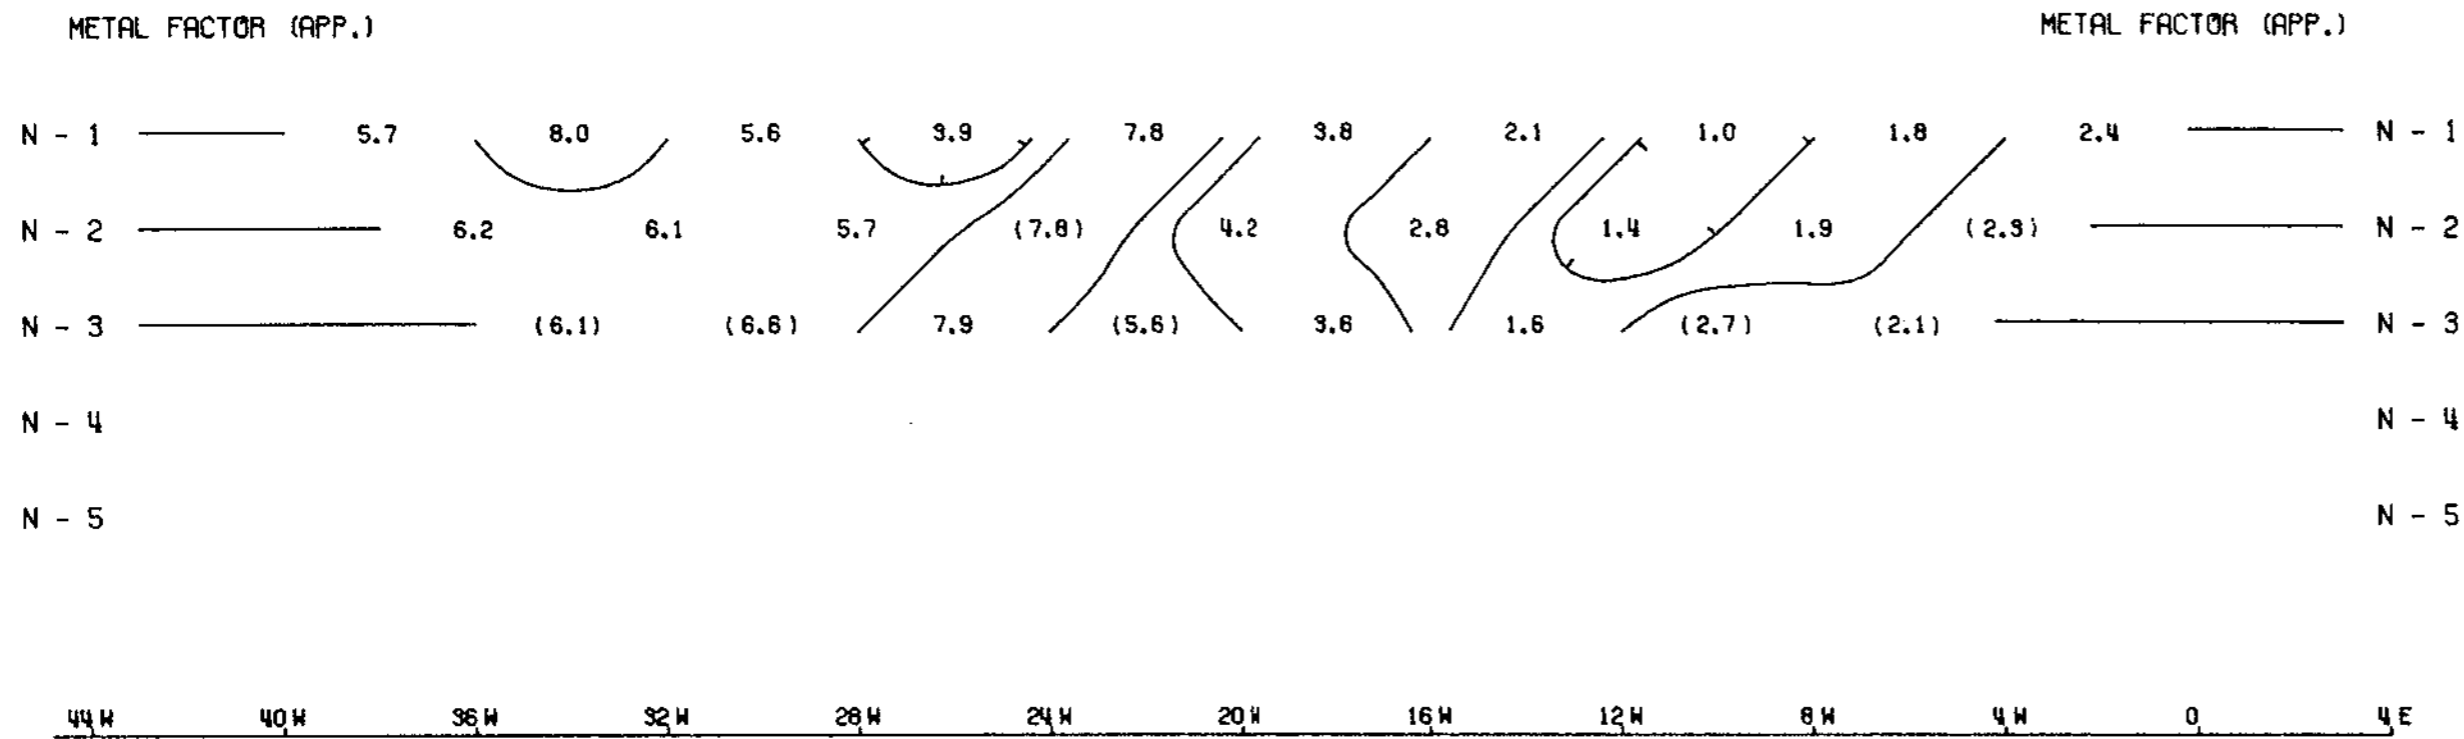 METAL FACTOR (APP.) METAL FACTOR (APP.)
N - 1 5.7 8.0 5.6 3.9 7.8 3.8 2.1 1.0 1.8 2.4 N - 1
N - 2 6.2 6.1 5.7 (7.8) 4.2 2.8 1.4 1.9 (2.3) N - 2
N - 3 (6.1) (6.6) 7.9 (5.6) 3.6 1.6 (2.7) (2.1) N - 3
N - 4 N - 4
N - 5 N - 5
44W 40W 36W 32W 28W 24W 20W 16W 12W 8W 4W 0 4E